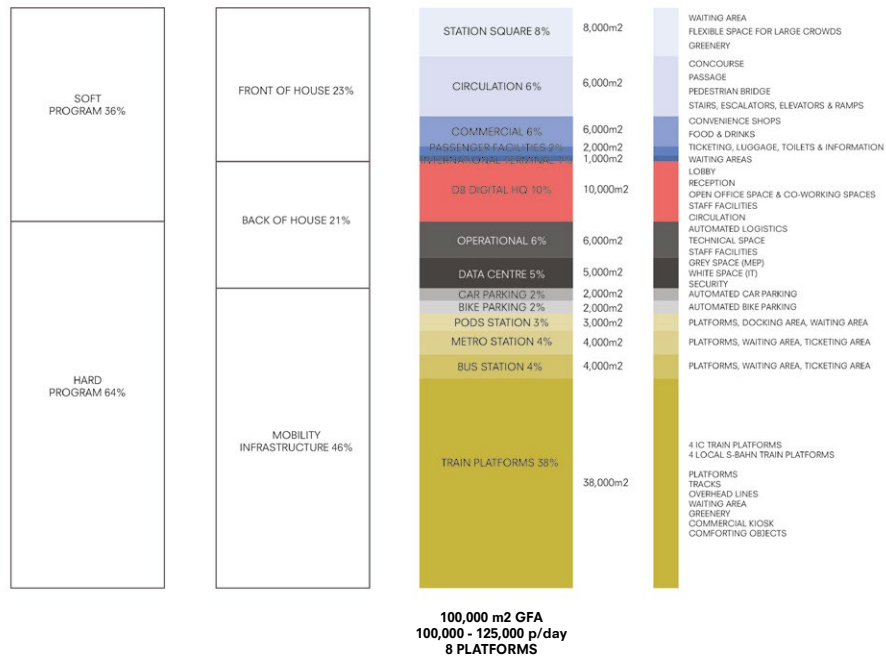 SOFT
PROGRAM 36%
HARD
PROGRAM 64%
FRONT OF HOUSE 23%
BACK OF HOUSE 21%
MOBILITY
INFRASTRUCTURE 46%
STATION SQUARE 8%
8,000m2
CIRCULATION 6%
6,000m2
COMMERCIAL 6%
6,000m2
PASSENGER FACILITIES 2%
2,000m2
INTERNATIONAL TERMINAL 1%
1,000m2
DB DIGITAL HQ 10%
10,000m2
OPERATIONAL 6%
6,000m2
DATA CENTRE 5%
5,000m2
CAR PARKING 2%
2,000m2
BIKE PARKING 2%
2,000m2
PODS STATION 3%
3,000m2
METRO STATION 4%
4,000m2
BUS STATION 4%
4,000m2
TRAIN PLATFORMS 38%
38,000m2
WAITING AREA
FLEXIBLE SPACE FOR LARGE CROWDS
GREENERY
CONCOURSE
PASSAGE
PEDESTRIAN BRIDGE
STAIRS, ESCALATORS, ELEVATORS & RAMPS
CONVENIENCE SHOPS
FOOD & DRINKS
TICKETING, LUGGAGE, TOILETS & INFORMATION
WAITING AREAS
LOBBY
RECEPTION
OPEN OFFICE SPACE & CO-WORKING SPACES
STAFF FACILITIES
CIRCULATION
AUTOMATED LOGISTICS
TECHNICAL SPACE
STAFF FACILITIES
GREY SPACE (MEP)
WHITE SPACE (IT)
SECURITY
AUTOMATED CAR PARKING
AUTOMATED BIKE PARKING
PLATFORMS, DOCKING AREA, WAITING AREA
PLATFORMS, WAITING AREA, TICKETING AREA
PLATFORMS, WAITING AREA, TICKETING AREA
4 IC TRAIN PLATFORMS
4 LOCAL S-BAHN TRAIN PLATFORMS
PLATFORMS
TRACKS
OVERHEAD LINES
WAITING AREA
GREENERY
COMMERCIAL KIOSK
COMFORTING OBJECTS
100,000 m2 GFA
100,000 - 125,000 p/day
8 PLATFORMS